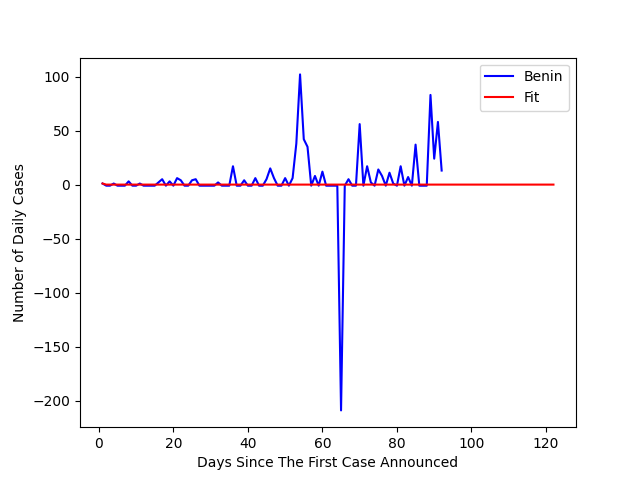 Benin
Fit
100
50
0
−50
−100
−150
−200
Number of Daily Cases
0 20 40 60 80 100 120
Days Since The First Case Announced